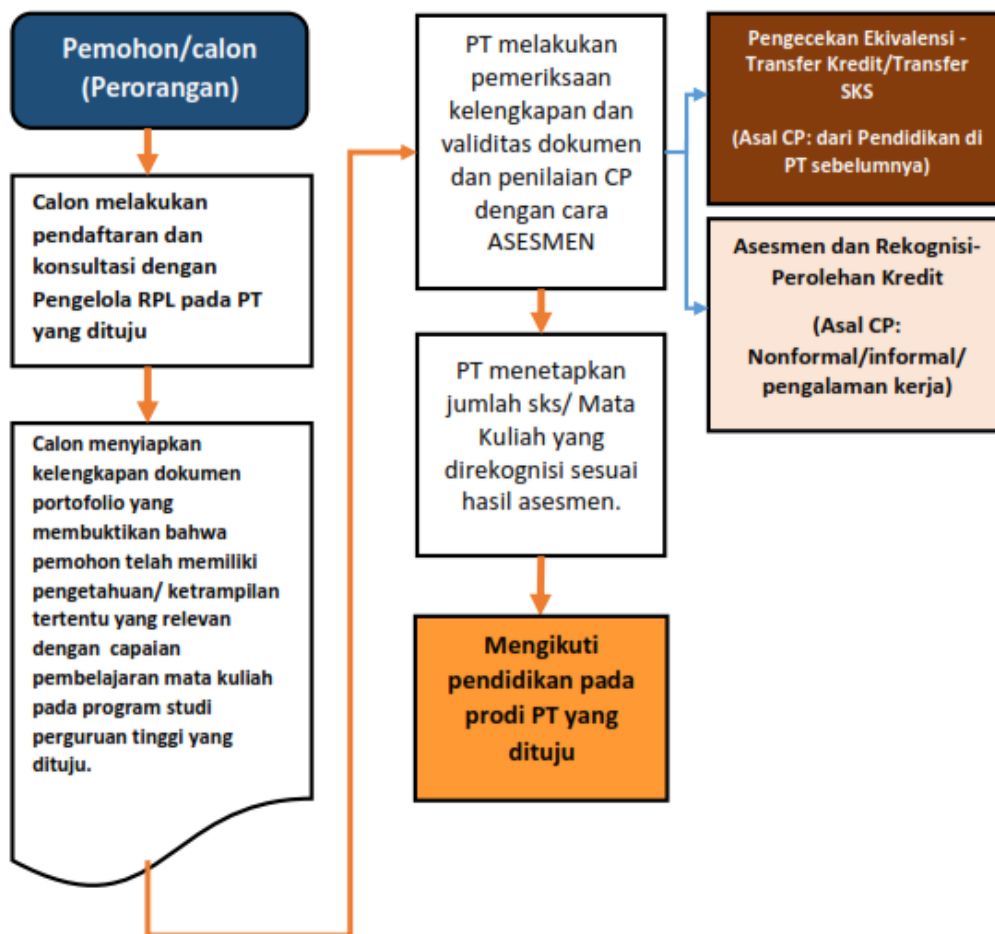 Pemohon/calon
(Perorangan)
Calon melakukan
pendaftaran dan
konsultasi dengan
Pengelola RPL pada PT
yang dituju
Calon menyiapkan
kelengkapan dokumen
portofolio yang
membuktikan bahwa
pemohon telah memiliki
pengetahuan/ ketrampilan
tertentu yang relevan
dengan capaian
pembelajaran mata kuliah
pada program studi
perguruan tinggi yang
dituju.
PT melakukan
pemeriksaan
kelengkapan dan
validitas dokumen
dan penilaian CP
dengan cara
ASESMEN
PT menetapkan
jumlah sks/ Mata
Kuliah yang
direkognisi sesuai
hasil asesmen.
Mengikuti
pendidikan pada
prodi PT yang
dituju
Pengecekan Ekivalensi -
Transfer Kredit/Transfer
SKS
(Asal CP: dari Pendidikan di
PT sebelumnya)
Asesmen dan Rekognisi-
Perolehan Kredit
(Asal CP:
Nonformal/informal/
pengalaman kerja)